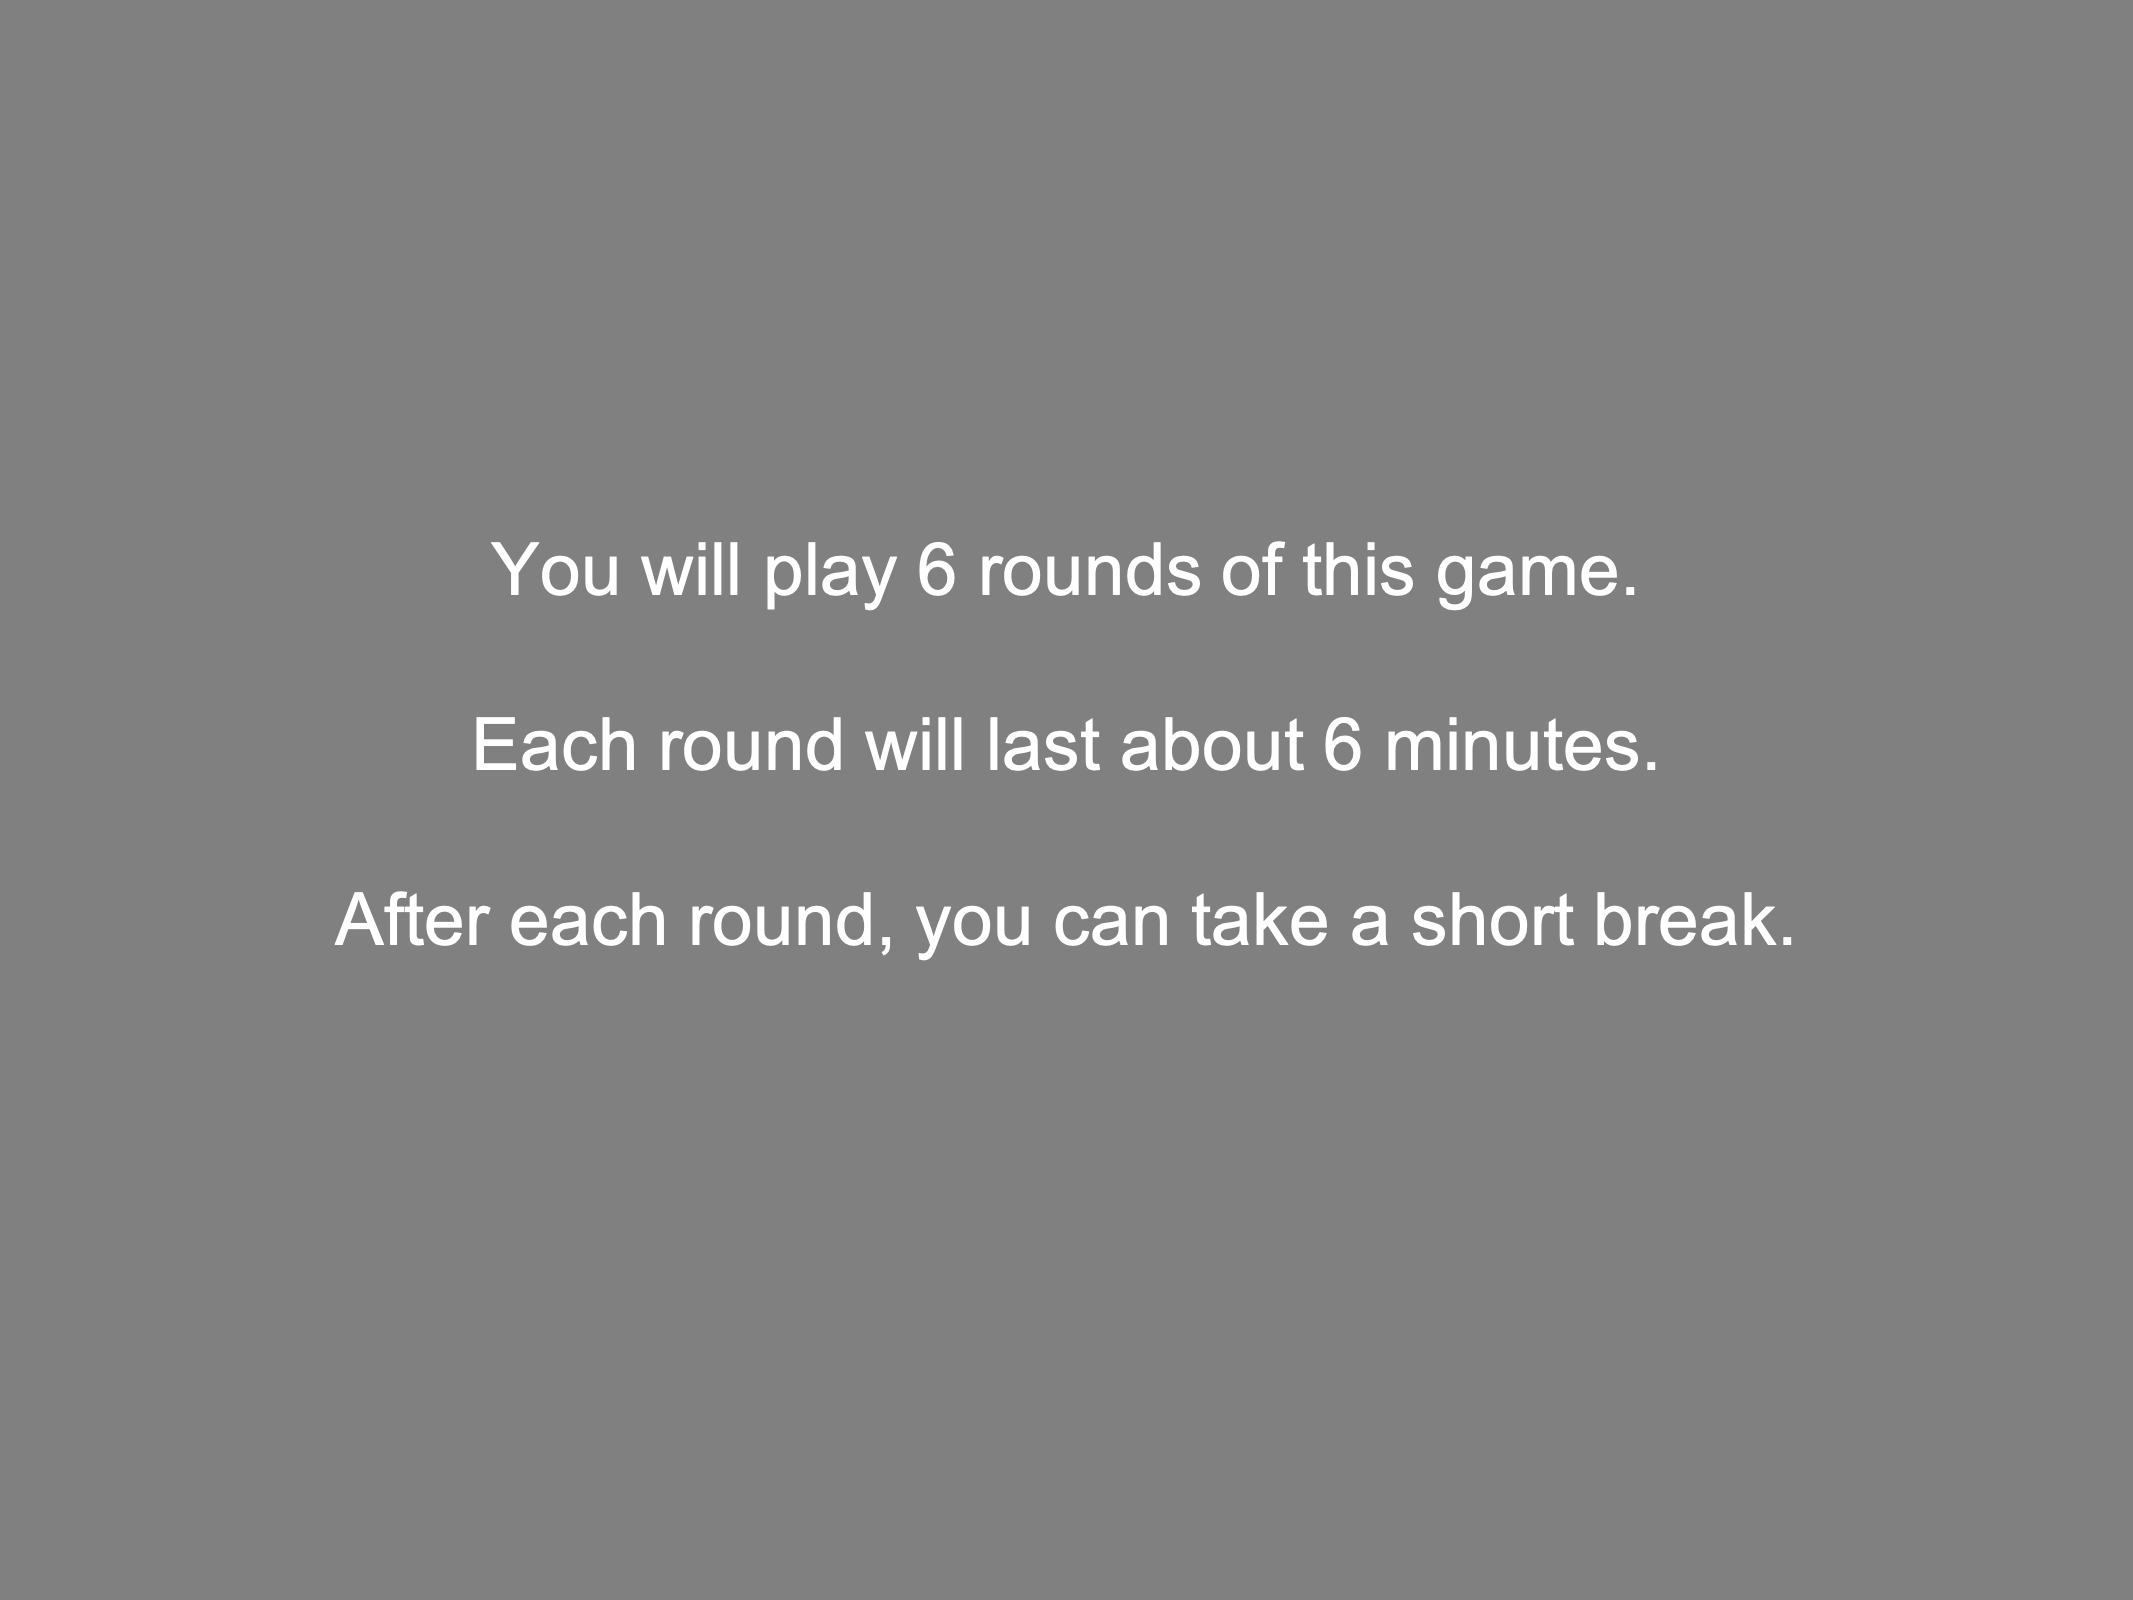 You will play 6 rounds of this game.
Each round will last about 6 minutes.
After each round, you can take a short break.